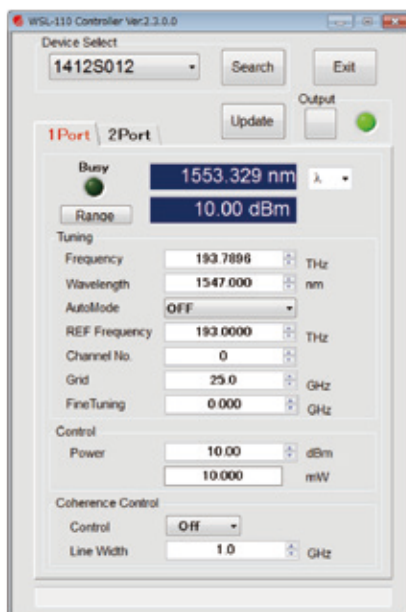 WSL-110 Controller Ver:2.3.0.0
Device Select
1412S012
Search
Exit
Update
Output
1Port
2Port
Busy
1553.329 nm
λ
Range
10.00 dBm
Tuning
Frequency 193.7896 THz
Wavelength 1547.000 nm
AutoMode OFF
REF Frequency 193.0000 THz
Channel No. 0
Grid 25.0 GHz
FineTuning 0.000 GHz
Control
Power 10.00 dBm
10.000 mW
Coherence Control
Control Off
Line Width 1.0 GHz